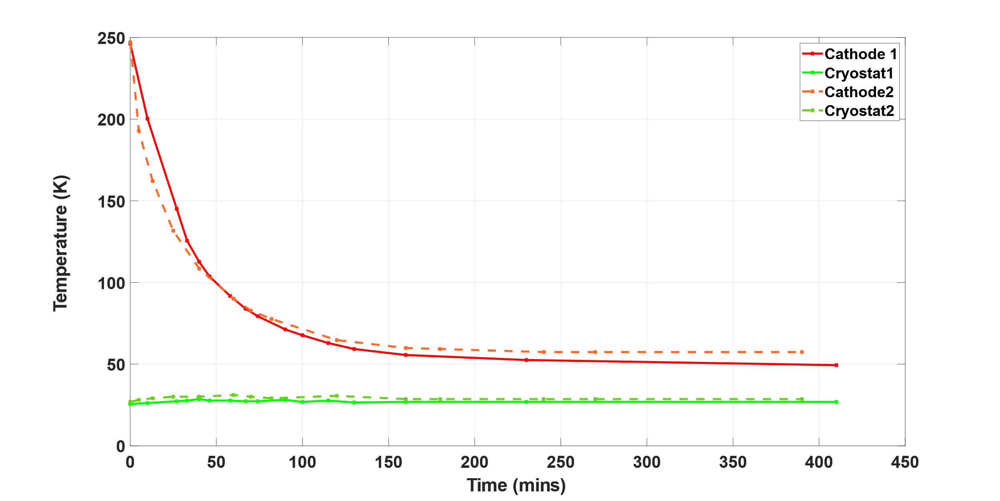 250
200
150
100
50
0
Temperature (K)
0 50 100 150 200 250 300 350 400 450
Time (mins)
Cathode 1
Cryostat1
Cathode2
Cryostat2